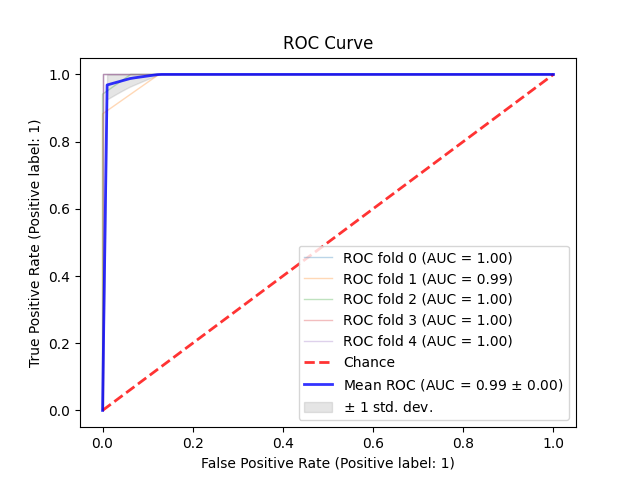 ROC Curve
True Positive Rate (Positive label: 1)
1.0
0.8
0.6
0.4
0.2
0.0
ROC fold 0 (AUC = 1.00)
ROC fold 1 (AUC = 0.99)
ROC fold 2 (AUC = 1.00)
ROC fold 3 (AUC = 1.00)
ROC fold 4 (AUC = 1.00)
Chance
Mean ROC (AUC = 0.99 ± 0.00)
± 1 std. dev.
0.0 0.2 0.4 0.6 0.8 1.0
False Positive Rate (Positive label: 1)